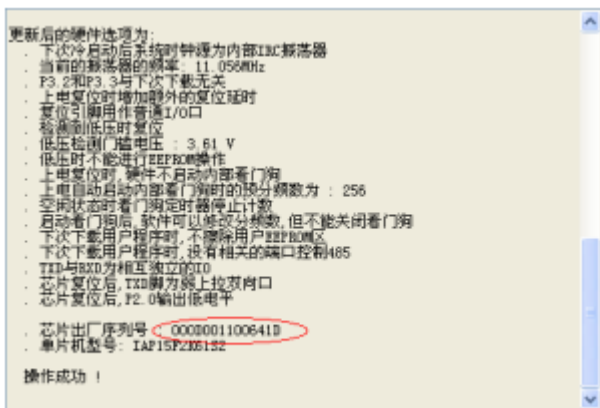 更新后的硬件选项为:
. 下次冷启动后系统时钟源为内部IRC振荡器
. 当前的振荡器的频率: 11.056MHz
. P3.2和P3.3与下次下载无关
. 上电复位时增加额外的复位延时
. 复位引脚用作普通I/O口
. 检测到低压时复位
. 低压检测门槛电压 : 3.61 V
. 低压时不能进行EEPROM操作
. 上电复位时,硬件不启动内部看门狗
. 上电自动启动内部看门狗时的预分频数为 : 256
. 空闲状态时看门狗定时器停止计数
. 启动看门狗后,软件可以修改分频数,但不能关闭看门狗
. 下次下载用户程序时,不擦除用户EEPROM区
. 下次下载用户程序时,没有相关的端口控制485
. TXD与RXD为相互独立的IO
. 芯片复位后,TXD脚为弱上拉双向口
. 芯片复位后,P2.0输出低电平
. 芯片出厂序列号 : 000D001100641D
. 单片机型号: IAP15F2K61S2
操作成功 !